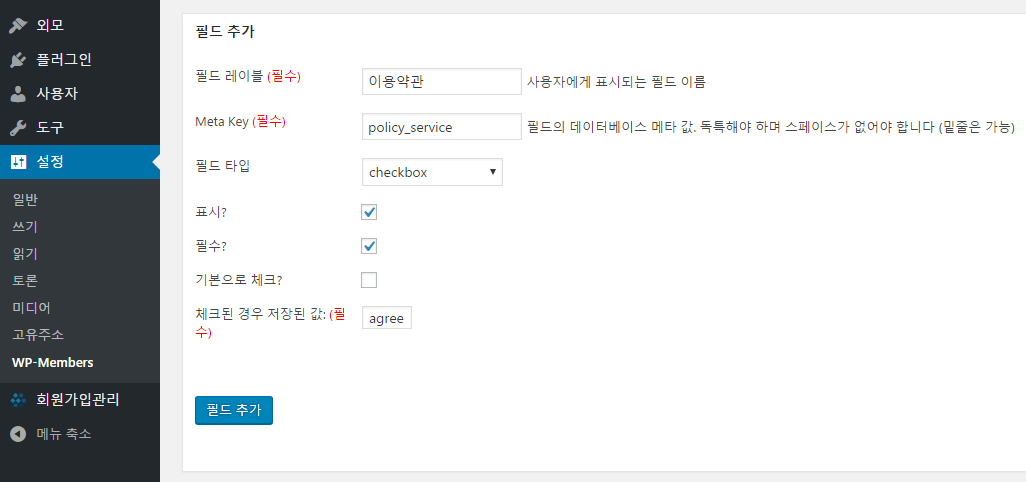 외모
플러그인
사용자
도구
설정
일반
쓰기
읽기
토론
미디어
고유주소
WP-Members
회원가입관리
메뉴 축소
필드 추가
필드 레이블 (필수) 이용약관 사용자에게 표시되는 필드 이름
Meta Key (필수) policy_service 필드의 데이터베이스 메타 값. 독특해야 하며 스페이스가 없어야 합니다 (밑줄은 가능)
필드 타입 checkbox
표시?
필수?
기본으로 체크?
체크된 경우 저장된 값: (필
수) agree
필드 추가